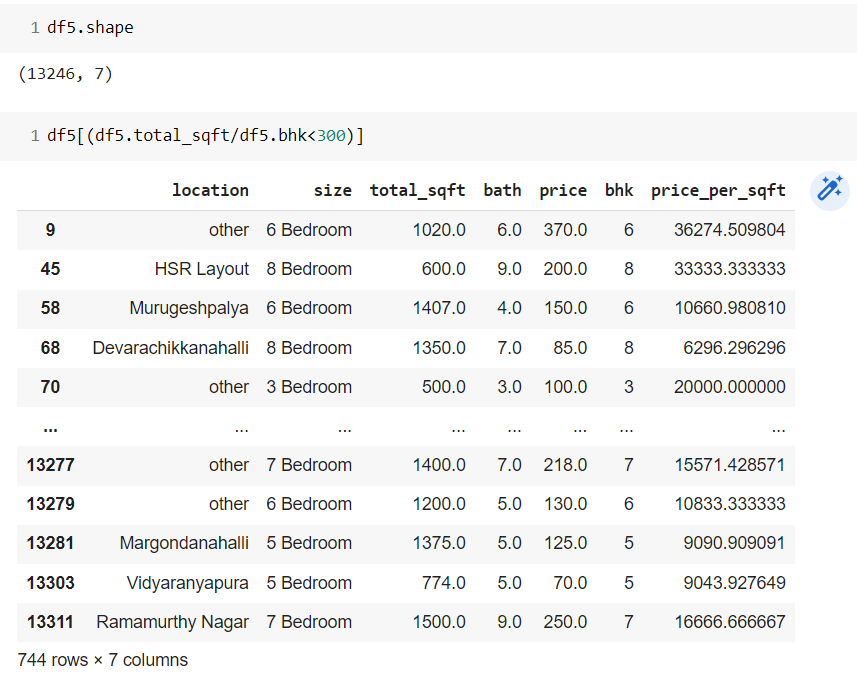 1 df5.shape
(13246, 7)
1 df5[(df5.total_sqft/df5.bhk<300)]
location size total_sqft bath price bhk price_per_sqft
9 other 6 Bedroom 1020.0 6.0 370.0 6 36274.509804
45 HSR Layout 8 Bedroom 600.0 9.0 200.0 8 33333.333333
58 Murugeshpalya 6 Bedroom 1407.0 4.0 150.0 6 10660.980810
68 Devarachikkanahalli 8 Bedroom 1350.0 7.0 85.0 8 6296.296296
70 other 3 Bedroom 500.0 3.0 100.0 3 20000.000000
... ... ... ... ... ... ... ...
13277 other 7 Bedroom 1400.0 7.0 218.0 7 15571.428571
13279 other 6 Bedroom 1200.0 5.0 130.0 6 10833.333333
13281 Margondanahalli 5 Bedroom 1375.0 5.0 125.0 5 9090.909091
13303 Vidyaranyapura 5 Bedroom 774.0 5.0 70.0 5 9043.927649
13311 Ramamurthy Nagar 7 Bedroom 1500.0 9.0 250.0 7 16666.666667
744 rows × 7 columns